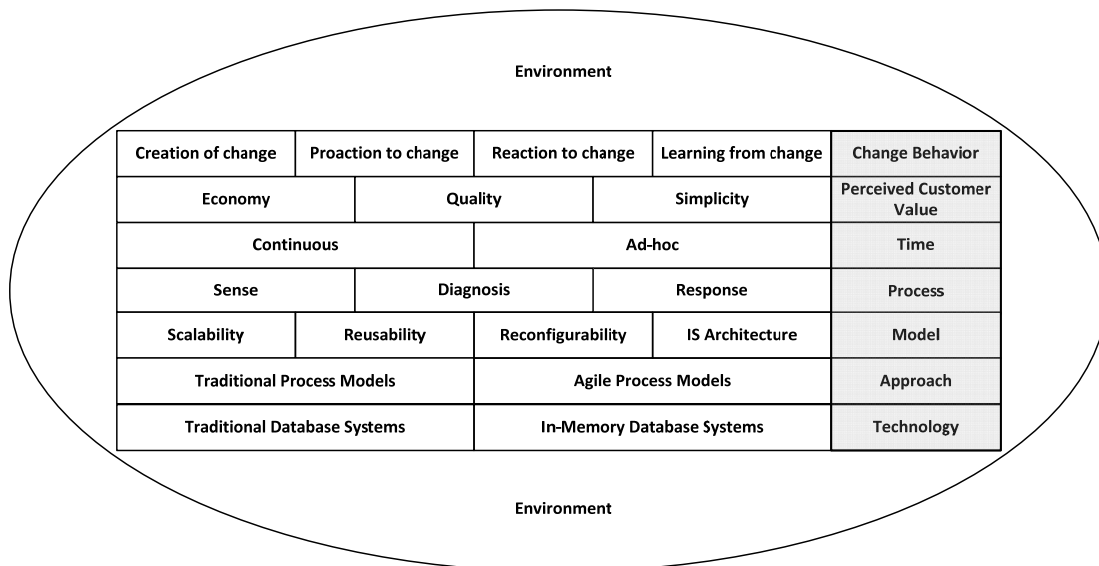 Environment
Creation of change Proaction to change Reaction to change Learning from change Change Behavior
Economy Quality Simplicity Perceived Customer
Value
Continuous Ad-hoc Time
Sense Diagnosis Response Process
Scalability Reusability Reconfigurability IS Architecture Model
Traditional Process Models Agile Process Models Approach
Traditional Database Systems In-Memory Database Systems Technology
Environment